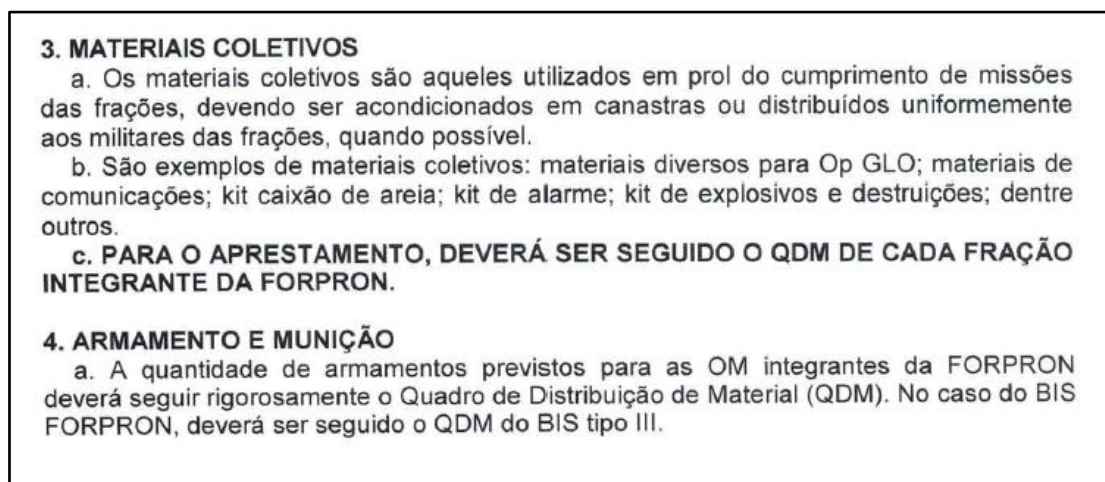 3. MATERIAIS COLETIVOS
a. Os materiais coletivos são aqueles utilizados em prol do cumprimento de missões
das frações, devendo ser acondicionados em canastras ou distribuídos uniformemente
aos militares das frações, quando possível.
b. São exemplos de materiais coletivos: materiais diversos para Op GLO; materiais de
comunicações; kit caixão de areia; kit de alarme; kit de explosivos e destruições; dentre
outros.
c. PARA O APRESTAMENTO, DEVERÁ SER SEGUIDO O QDM DE CADA FRAÇÃO
INTEGRANTE DA FORPRON.
4. ARMAMENTO E MUNIÇÃO
a. A quantidade de armamentos previstos para as OM integrantes da FORPRON
deverá seguir rigorosamente o Quadro de Distribuição de Material (QDM). No caso do BIS
FORPRON, deverá ser seguido o QDM do BIS tipo III.